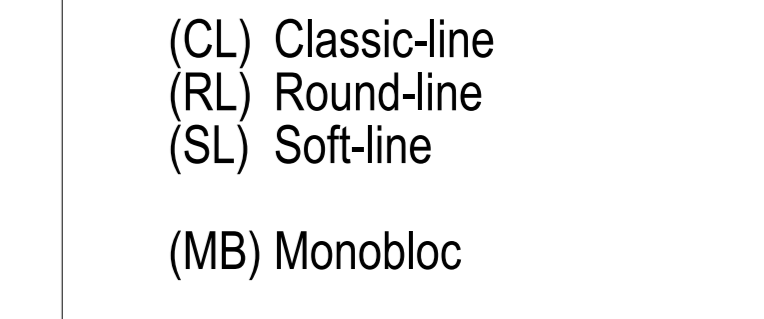 (CL) Classic-line
(RL) Round-line
(SL) Soft-line
(MB) Monobloc